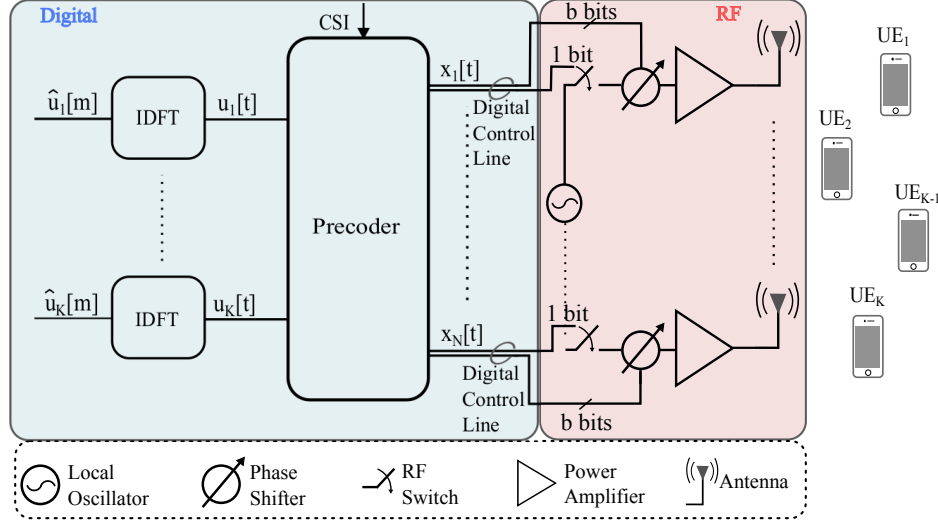 Digital
RF
CSI
b bits
1 bit
x₁[t]
û₁[m]
IDFT
u₁[t]
Digital
Control
Line
Precoder
UE₁
UE₂
UEK-1
UEK
ûK[m]
IDFT
uK[t]
xN[t]
1 bit
Digital
Control
Line
b bits
Local
Oscillator
Phase
Shifter
RF
Switch
Power
Amplifier
Antenna